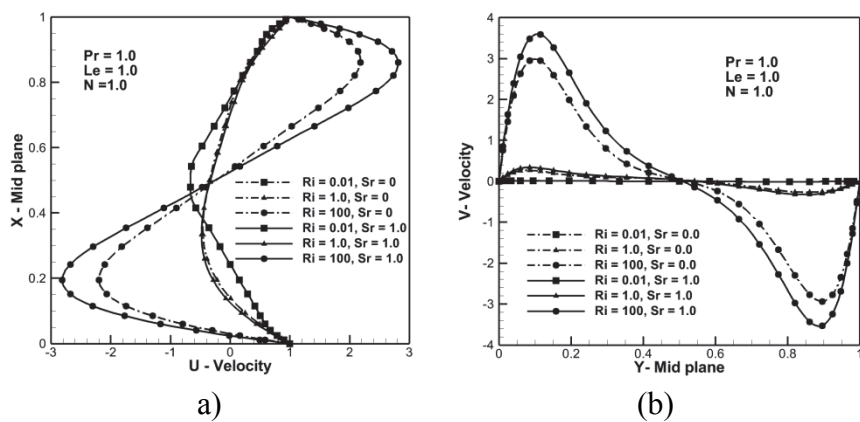 1
0.8
0.6
0.4
0.2
0
X - Mid plane
Pr = 1.0
Le = 1.0
N =1.0
Ri = 0.01, Sr = 0
Ri = 1.0, Sr = 0
Ri = 100, Sr = 0
Ri = 0.01, Sr = 1.0
Ri = 1.0, Sr = 1.0
Ri = 100, Sr = 1.0
-3 -2 -1 0 1 2 3
U - Velocity
a)
4
3
2
1
0
-1
-2
-3
-4
V- Velocity
Pr = 1.0
Le = 1.0
N = 1.0
Ri = 0.01, Sr = 0.0
Ri = 1.0, Sr = 0.0
Ri = 100, Sr = 0.0
Ri = 0.01, Sr = 1.0
Ri = 1.0, Sr = 1.0
Ri = 100, Sr = 1.0
0 0.2 0.4 0.6 0.8 1
Y- Mid plane
(b)